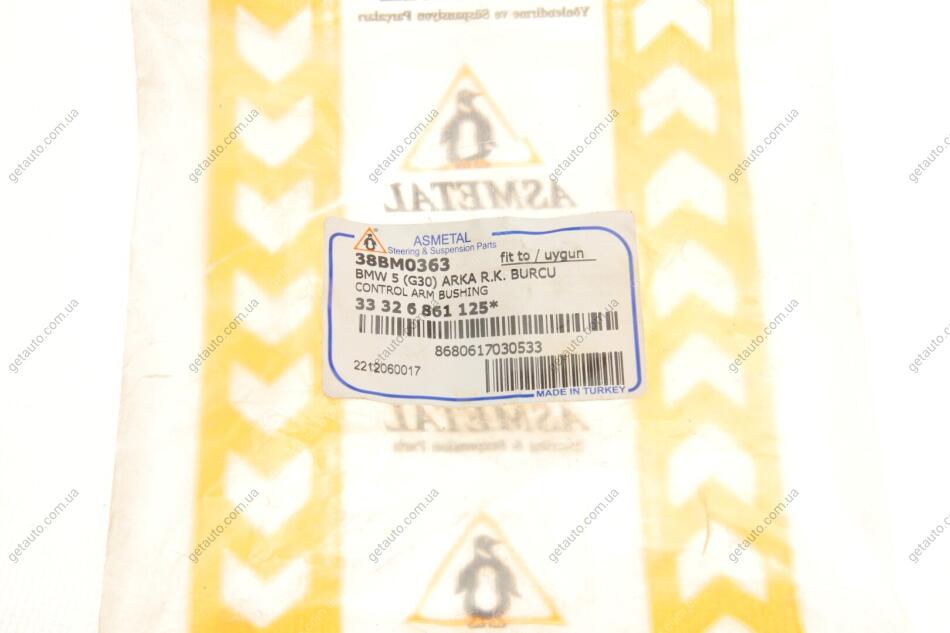 Yönlendirme ve Süspansiyon Parçaları
ASMETAL
ASMETAL
Steering & Suspension Parts
38BM0363
fit to / uygun
BMW 5 (G30) ARKA R.K. BURCU
CONTROL ARM BUSHING
33 32 6 861 125*
8680617030533
2212060017
MADE IN TURKEY
ASMETAL
Steering & Suspension Parts
getauto.com.ua